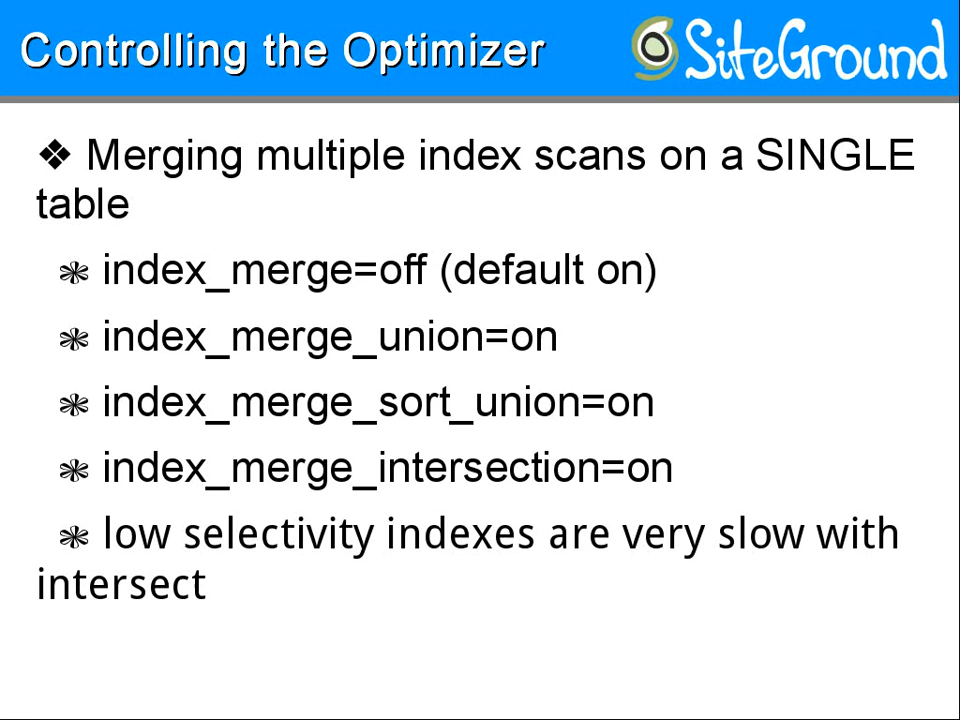 Controlling the Optimizer
SiteGround
❖ Merging multiple index scans on a SINGLE
table
❃ index_merge=off (default on)
❃ index_merge_union=on
❃ index_merge_sort_union=on
❃ index_merge_intersection=on
❃ low selectivity indexes are very slow with
intersect